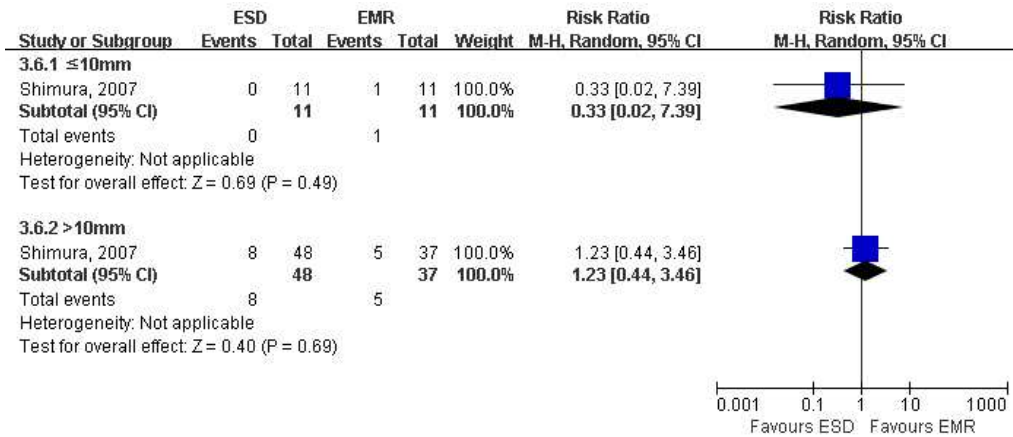 ESD EMR Risk Ratio Risk Ratio
Study or Subgroup Events Total Events Total Weight M-H, Random, 95% CI M-H, Random, 95% CI
3.6.1 ≤10mm
Shimura, 2007 0 11 1 11 100.0% 0.33 [0.02, 7.39]
Subtotal (95% CI) 11 11 100.0% 0.33 [0.02, 7.39]
Total events 0 1
Heterogeneity: Not applicable
Test for overall effect: Z = 0.69 (P = 0.49)
3.6.2 >10mm
Shimura, 2007 8 48 5 37 100.0% 1.23 [0.44, 3.46]
Subtotal (95% CI) 48 37 100.0% 1.23 [0.44, 3.46]
Total events 8 5
Heterogeneity: Not applicable
Test for overall effect: Z = 0.40 (P = 0.69)
0.001 0.1 1 10 1000
Favours ESD Favours EMR